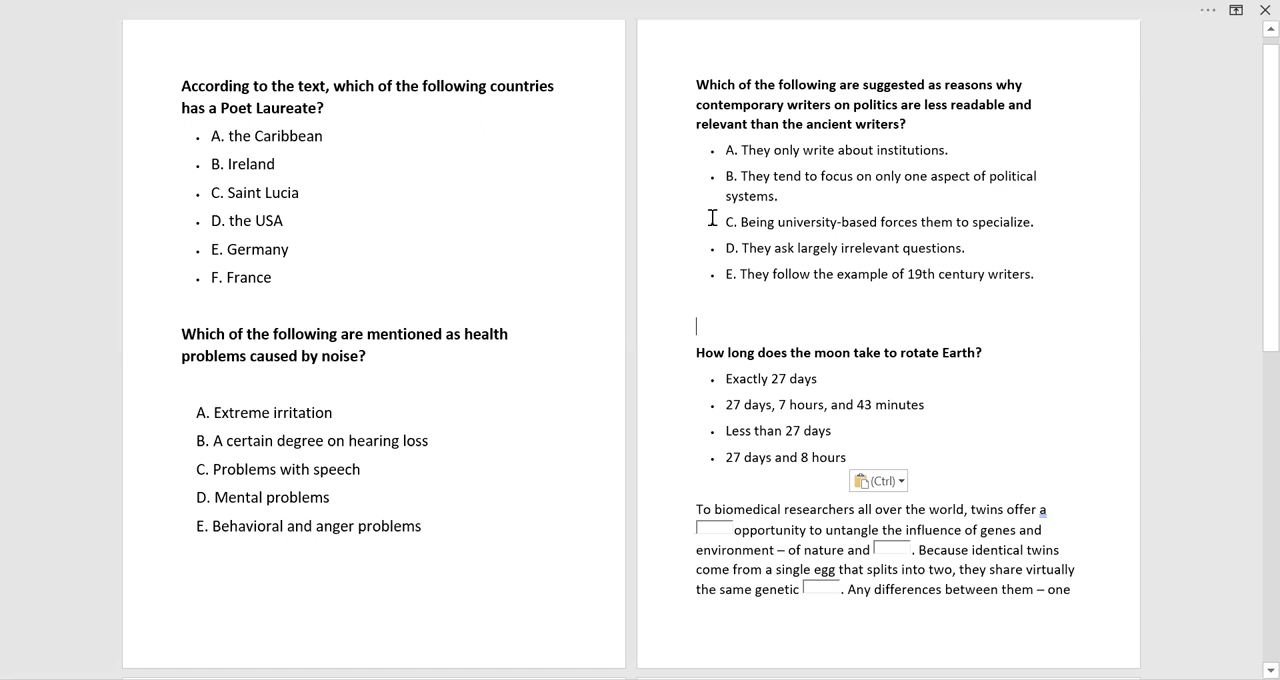 According to the text, which of the following countries
has a Poet Laureate?
A. the Caribbean
B. Ireland
C. Saint Lucia
D. the USA
E. Germany
F. France
Which of the following are mentioned as health
problems caused by noise?
A. Extreme irritation
B. A certain degree on hearing loss
C. Problems with speech
D. Mental problems
E. Behavioral and anger problems
Which of the following are suggested as reasons why
contemporary writers on politics are less readable and
relevant than the ancient writers?
A. They only write about institutions.
B. They tend to focus on only one aspect of political
systems.
C. Being university-based forces them to specialize.
D. They ask largely irrelevant questions.
E. They follow the example of 19th century writers.
How long does the moon take to rotate Earth?
Exactly 27 days
27 days, 7 hours, and 43 minutes
Less than 27 days
27 days and 8 hours
(Ctrl)
To biomedical researchers all over the world, twins offer a
opportunity to untangle the influence of genes and
environment – of nature and . Because identical twins
come from a single egg that splits into two, they share virtually
the same genetic . Any differences between them – one